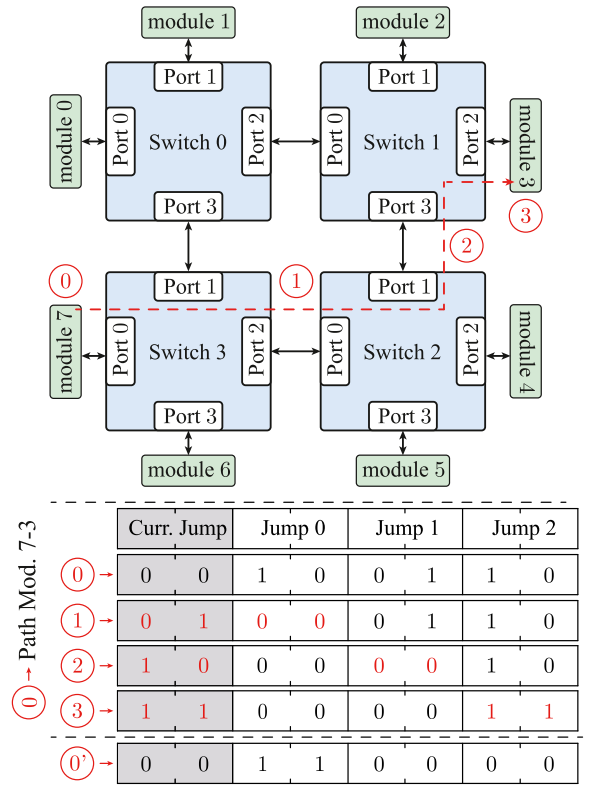 module 1 module 2
Port 1 Port 1
module 0 Port 0 Switch 0 Port 2 Port 0 Switch 1 Port 2 module 3
Port 3 Port 3
3
2
0 1
Port 1 Port 1
module 7 Port 0 Switch 3 Port 2 Port 0 Switch 2 Port 2 module 4
Port 3 Port 3
module 6 module 5
0 → Path Mod. 7-3
Curr. Jump Jump 0 Jump 1 Jump 2
0 0 0 1 0 0 1 1 0
1 0 1 0 0 0 1 1 0
2 1 0 0 0 0 0 1 0
3 1 1 0 0 0 0 1 1
0' 0 0 1 1 0 0 0 0